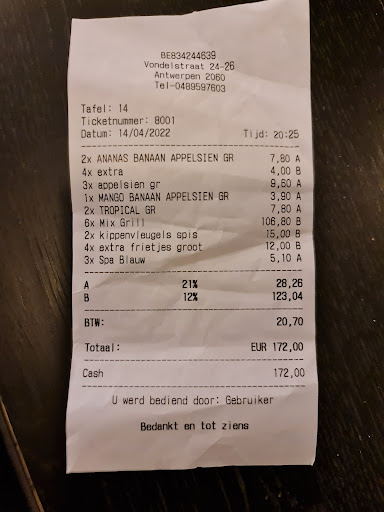 BE834244639
Vondelstraat 24-26
Antwerpen 2060
Tel-0489597603
Tafel: 14
Ticketnummer: 8001
Datum: 14/04/2022 Tijd: 20:25
2x ANANAS BANAAN APPELSIEN GR 7,80 A
4x extra 4,00 B
3x appelsien gr 9,60 A
1x MANGO BANAAN APPELSIEN GR 3,90 A
2x TROPICAL GR 7,80 A
6x Mix Grill 106,80 B
2x kippenvleugels spis 15,00 B
4x extra frietjes groot 12,00 B
3x Spa Blauw 5,10 A
A 21% 28,26
B 12% 123,04
BTW: 20,70
Totaal: EUR 172,00
Cash 172,00
U werd bediend door: Gebruiker
Bedankt en tot ziens